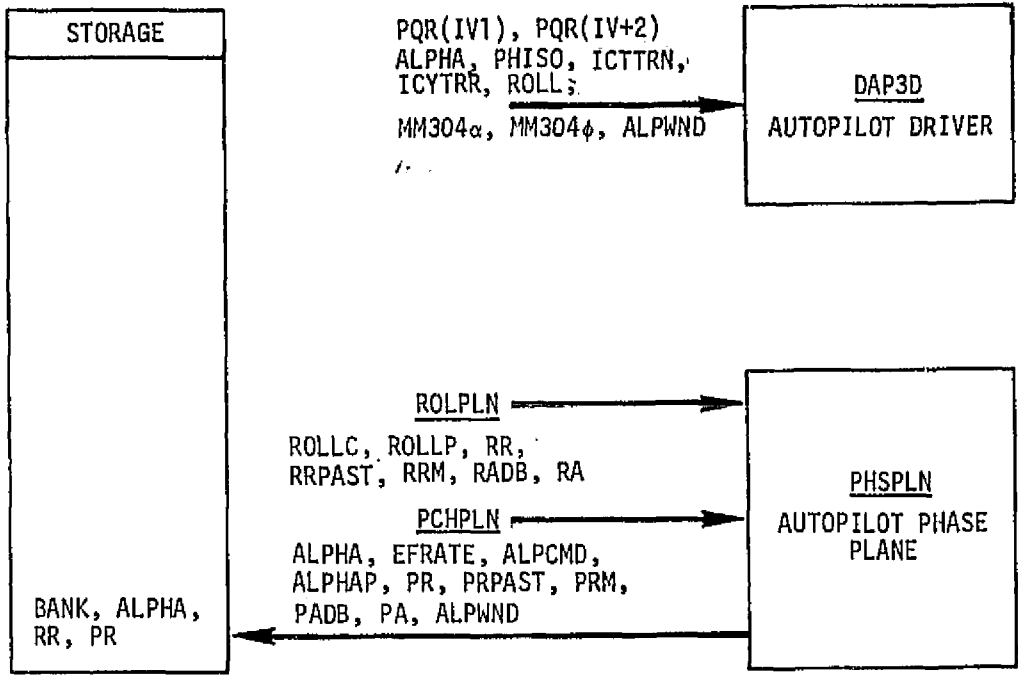 STORAGE
PQR(IV1), PQR(IV+2)
ALPHA, PHISO, ICTTRN,
ICYTRR, ROLL,
MM304α, MM304ϕ, ALPWND
DAP3D
AUTOPILOT DRIVER
ROLPLN
ROLLC, ROLLP, RR,
RRPAST, RRM, RADB, RA
PCHPLN
ALPHA, EFRATE, ALPCMD,
ALPHAP, PR, PRPAST, PRM,
PADB, PA, ALPWND
PHSPLN
AUTOPILOT PHASE
PLANE
BANK, ALPHA,
RR, PR